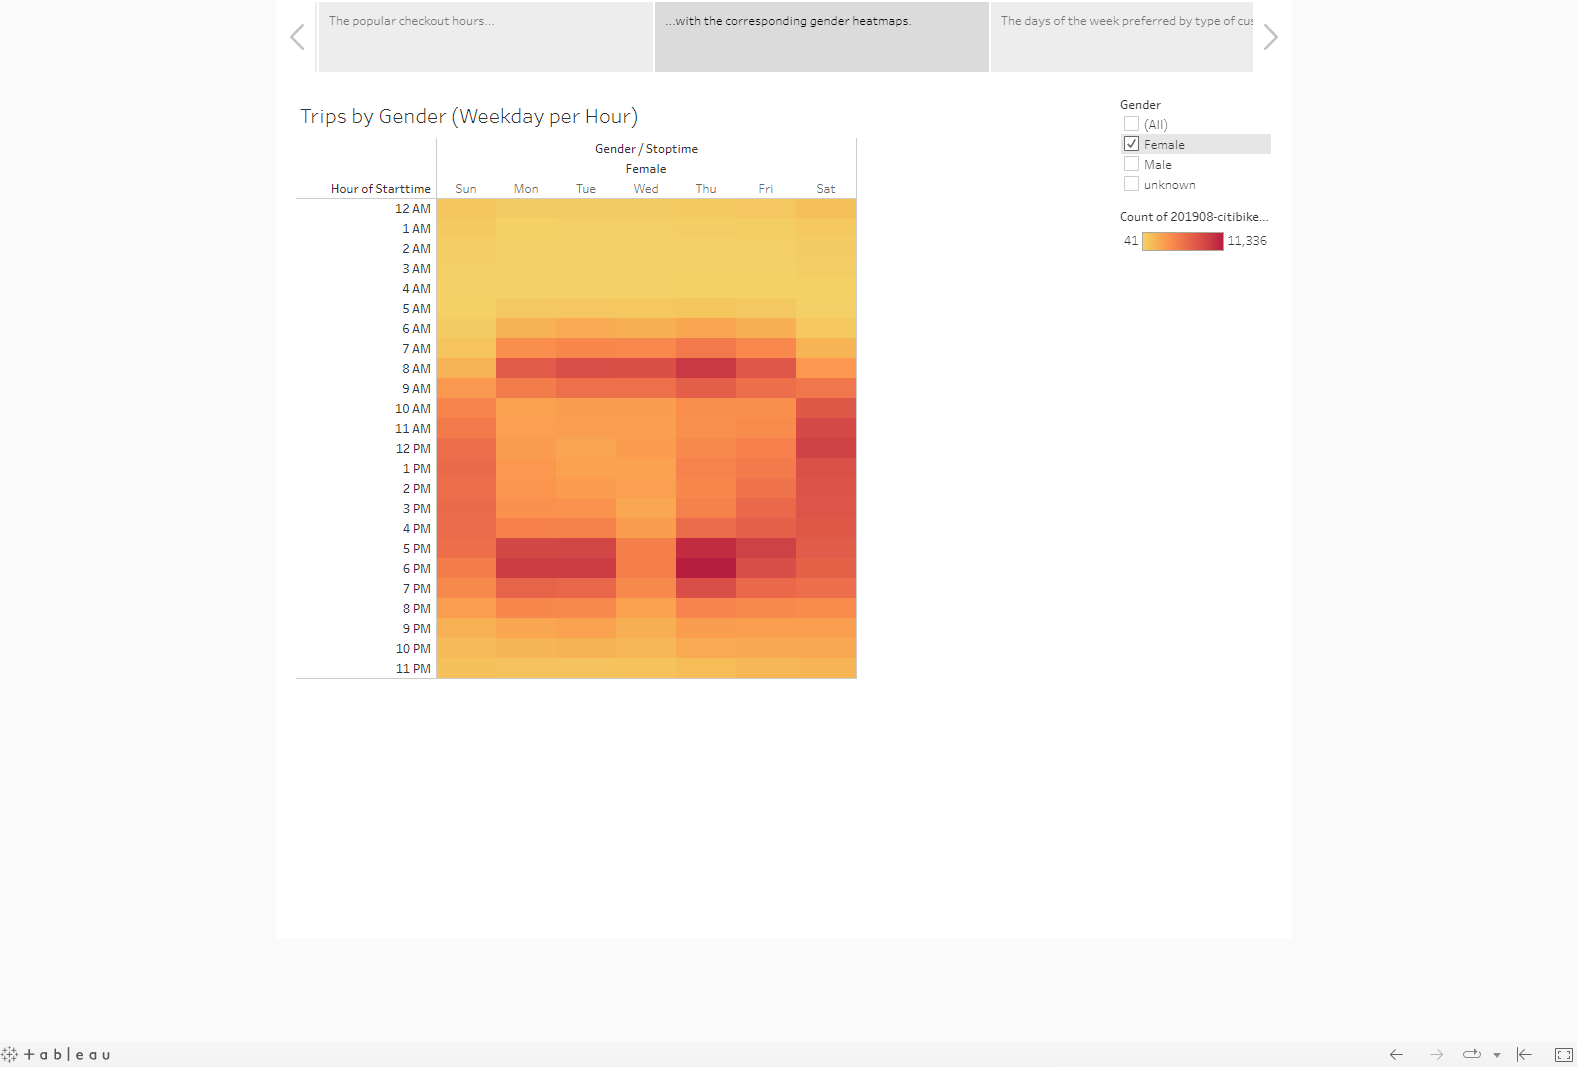 The popular checkout hours...
...with the corresponding gender heatmaps.
The days of the week preferred by type of cus
Trips by Gender (Weekday per Hour)
Gender / Stoptime
Female
Hour of Starttime Sun Mon Tue Wed Thu Fri Sat
12 AM
1 AM
2 AM
3 AM
4 AM
5 AM
6 AM
7 AM
8 AM
9 AM
10 AM
11 AM
12 PM
1 PM
2 PM
3 PM
4 PM
5 PM
6 PM
7 PM
8 PM
9 PM
10 PM
11 PM
Gender
(All)
Female
Male
unknown
Count of 201908-citibike...
41 11,336
+ a b l e a u